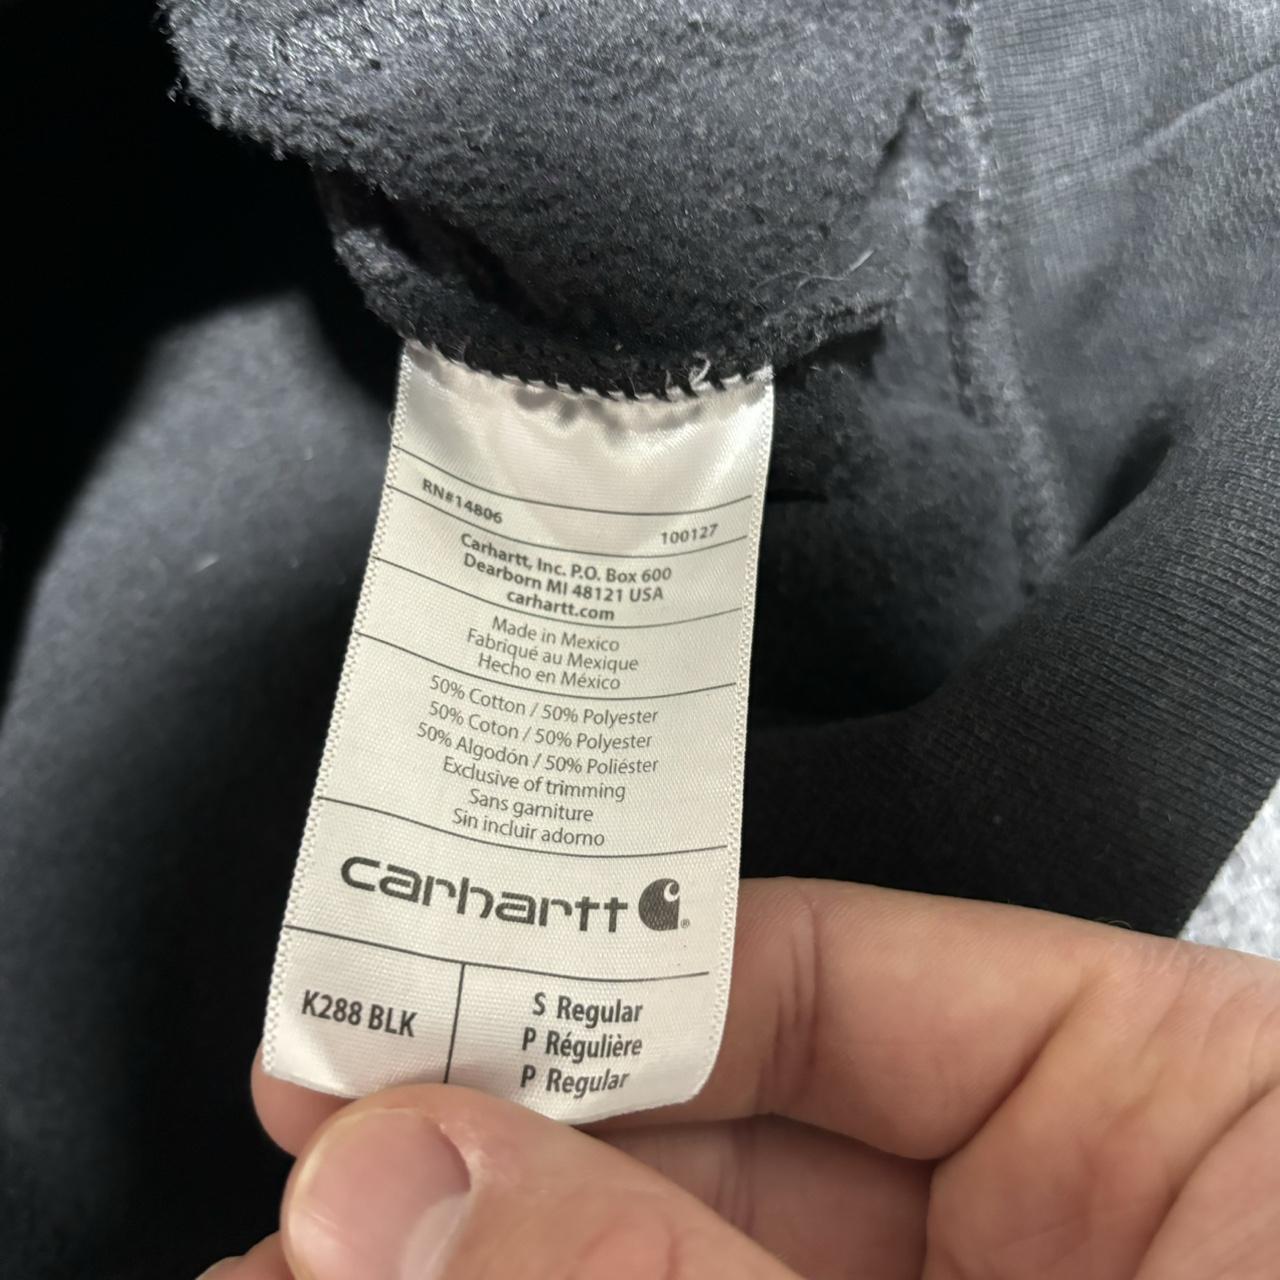 RN#14806 100127
Carhartt, Inc. P.O. Box 600
Dearborn MI 48121 USA
carhartt.com
Made in Mexico
Fabriqué au Mexique
Hecho en México
50% Cotton / 50% Polyester
50% Coton / 50% Polyester
50% Algodón / 50% Poliéster
Exclusive of trimming
Sans garniture
Sin incluir adorno
carhartt ®
K288 BLK
S Regular
P Régulière
P Regular